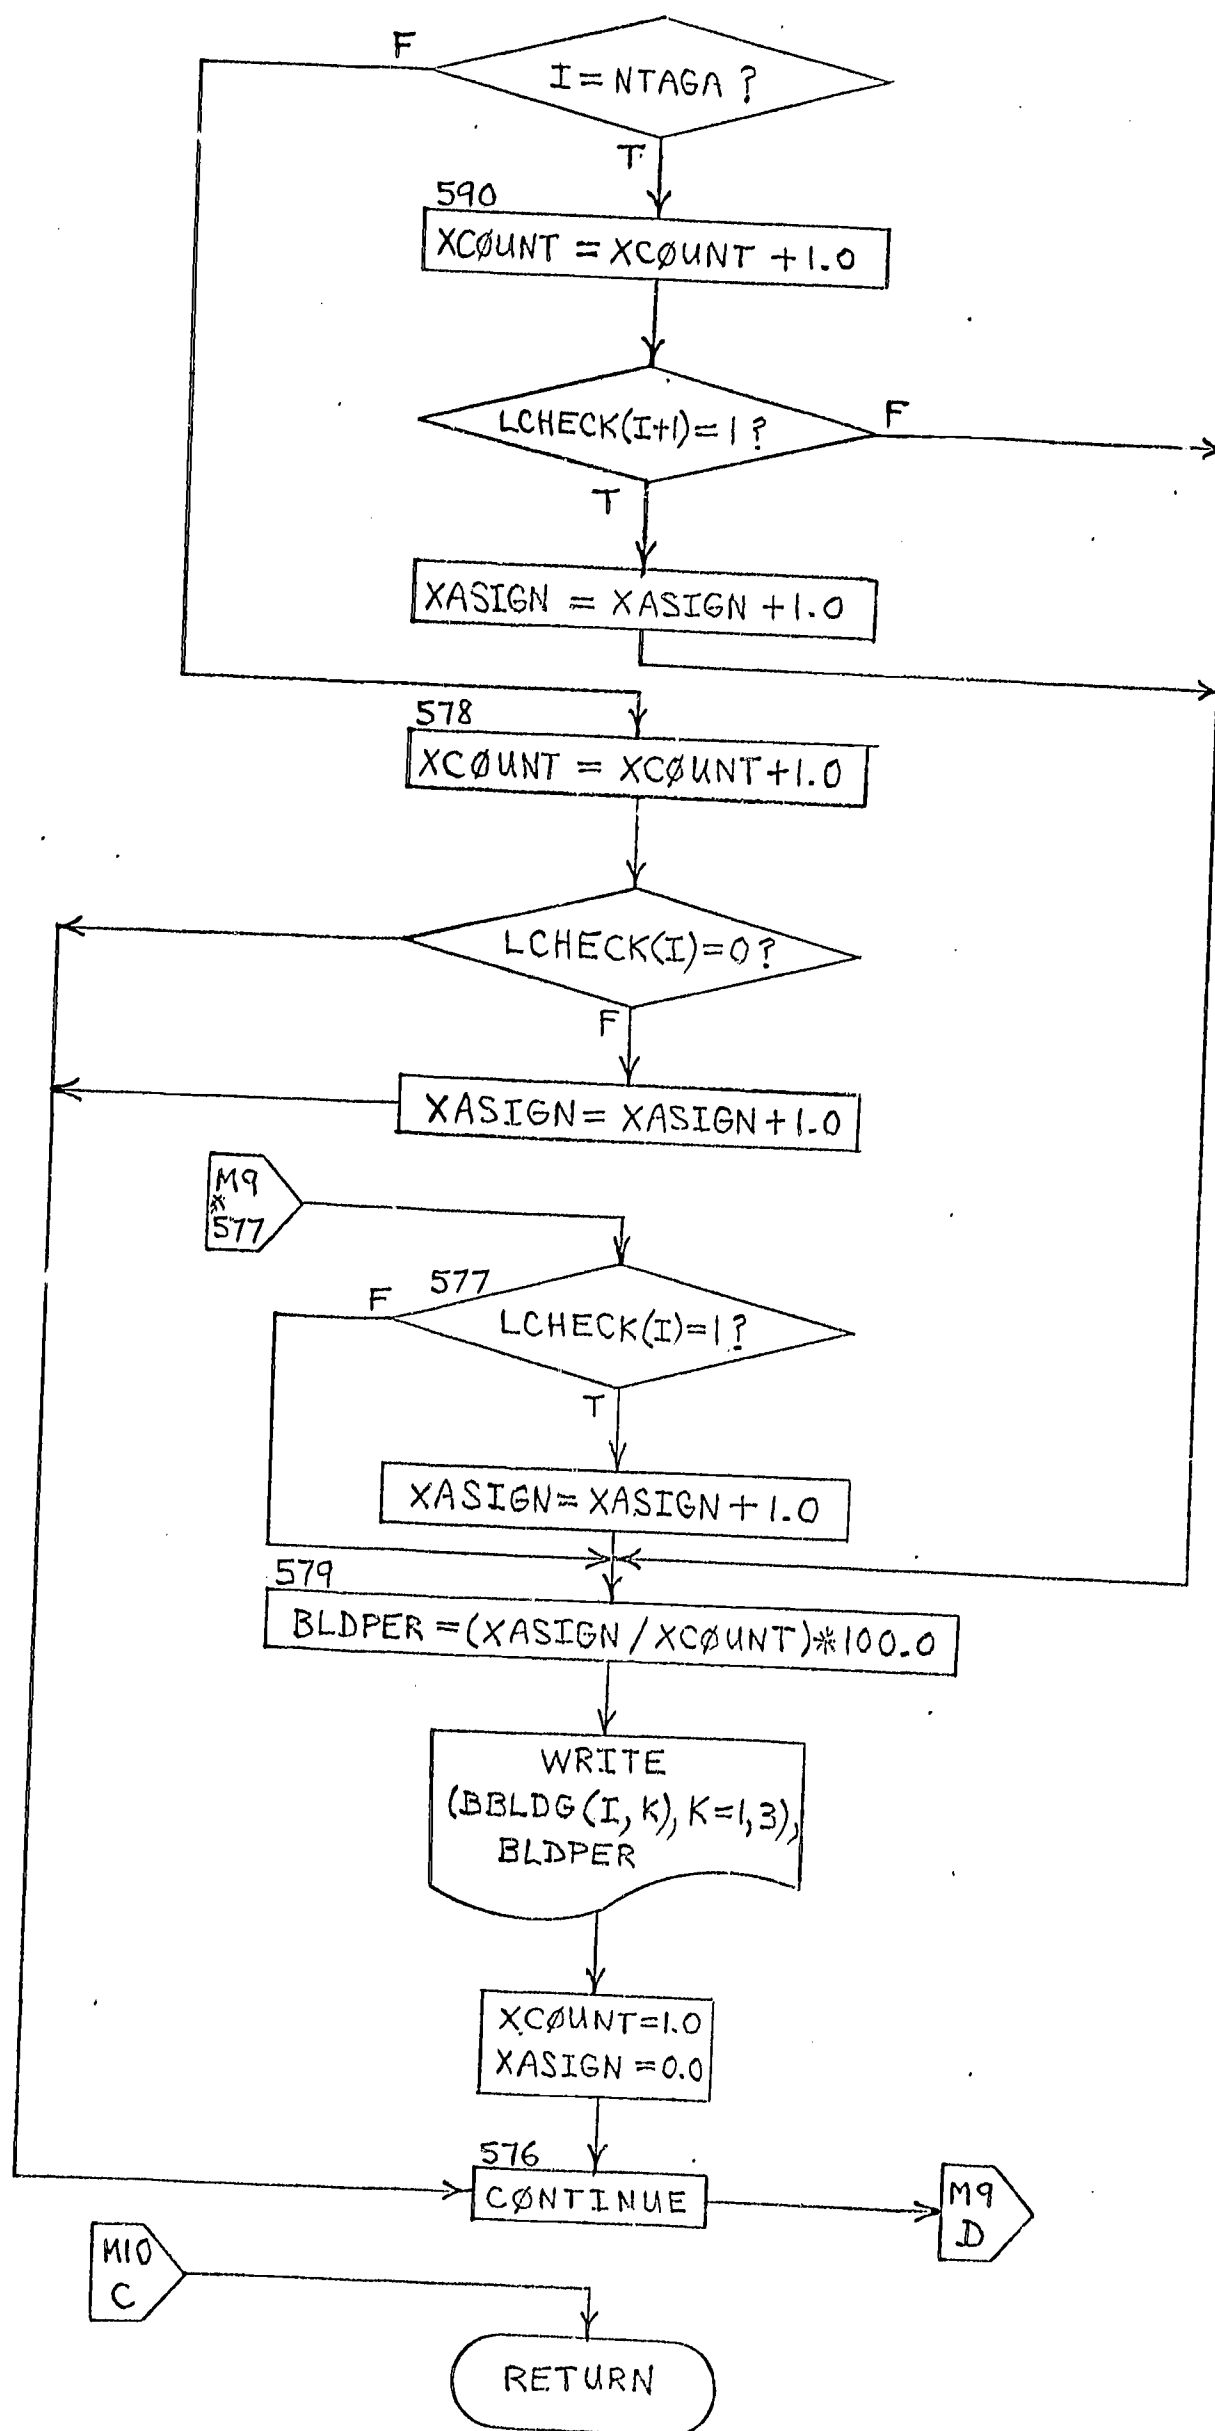 F
I = NTAGA ?
T
590
XCØUNT = XCØUNT + 1.0
LCHECK(I+1) = 1 ?
F
T
XASIGN = XASIGN + 1.0
578
XCØUNT = XCØUNT + 1.0
LCHECK(I) = 0 ?
F
XASIGN = XASIGN + 1.0
M9
*
577
577
F
LCHECK(I) = 1 ?
T
XASIGN = XASIGN + 1.0
579
BLDPER = (XASIGN / XCØUNT) * 100.0
WRITE
(BBLDG (I, K), K = 1, 3),
BLDPER
XCØUNT = 1.0
XASIGN = 0.0
576
CØNTINUE
M9
D
M10
C
RETURN